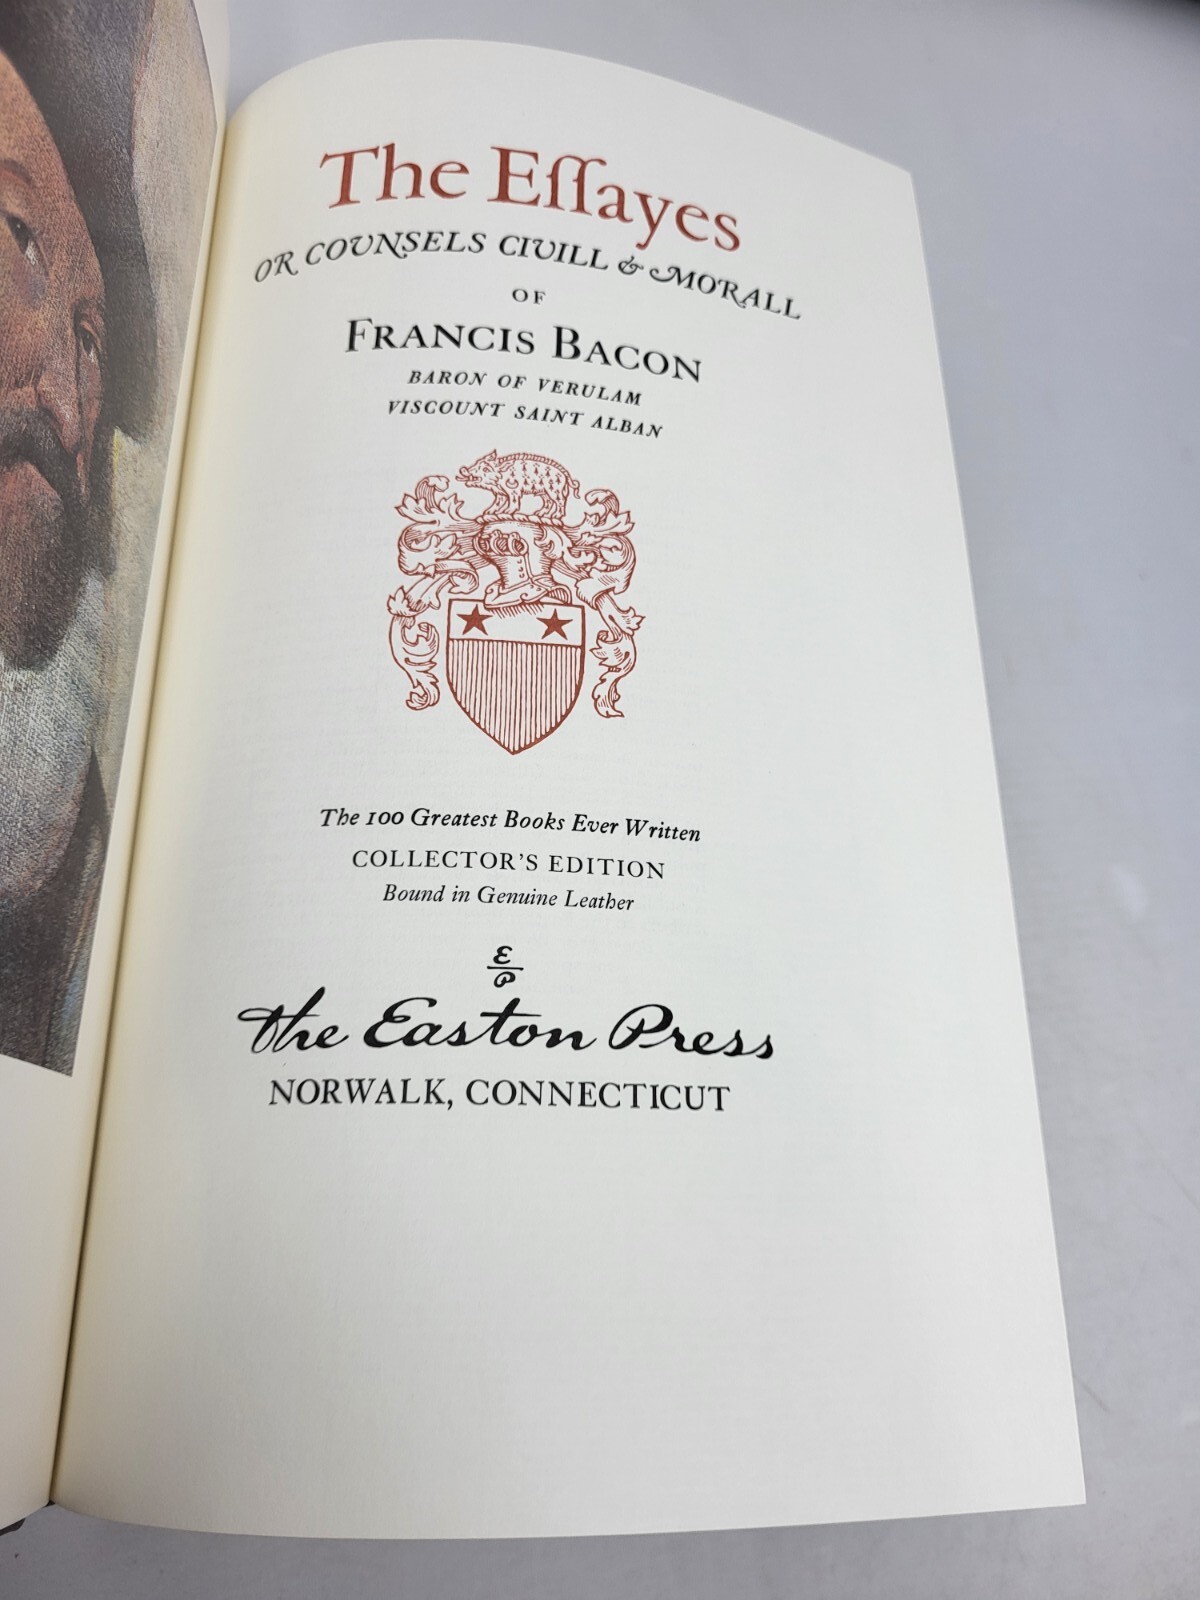 The Eſſayes
OR COVNSELS CIVILL & MORALL
OF
FRANCIS BACON
BARON OF VERULAM
VISCOUNT SAINT ALBAN
The 100 Greatest Books Ever Written
COLLECTOR'S EDITION
Bound in Genuine Leather
E
P
The Easton Press
NORWALK, CONNECTICUT